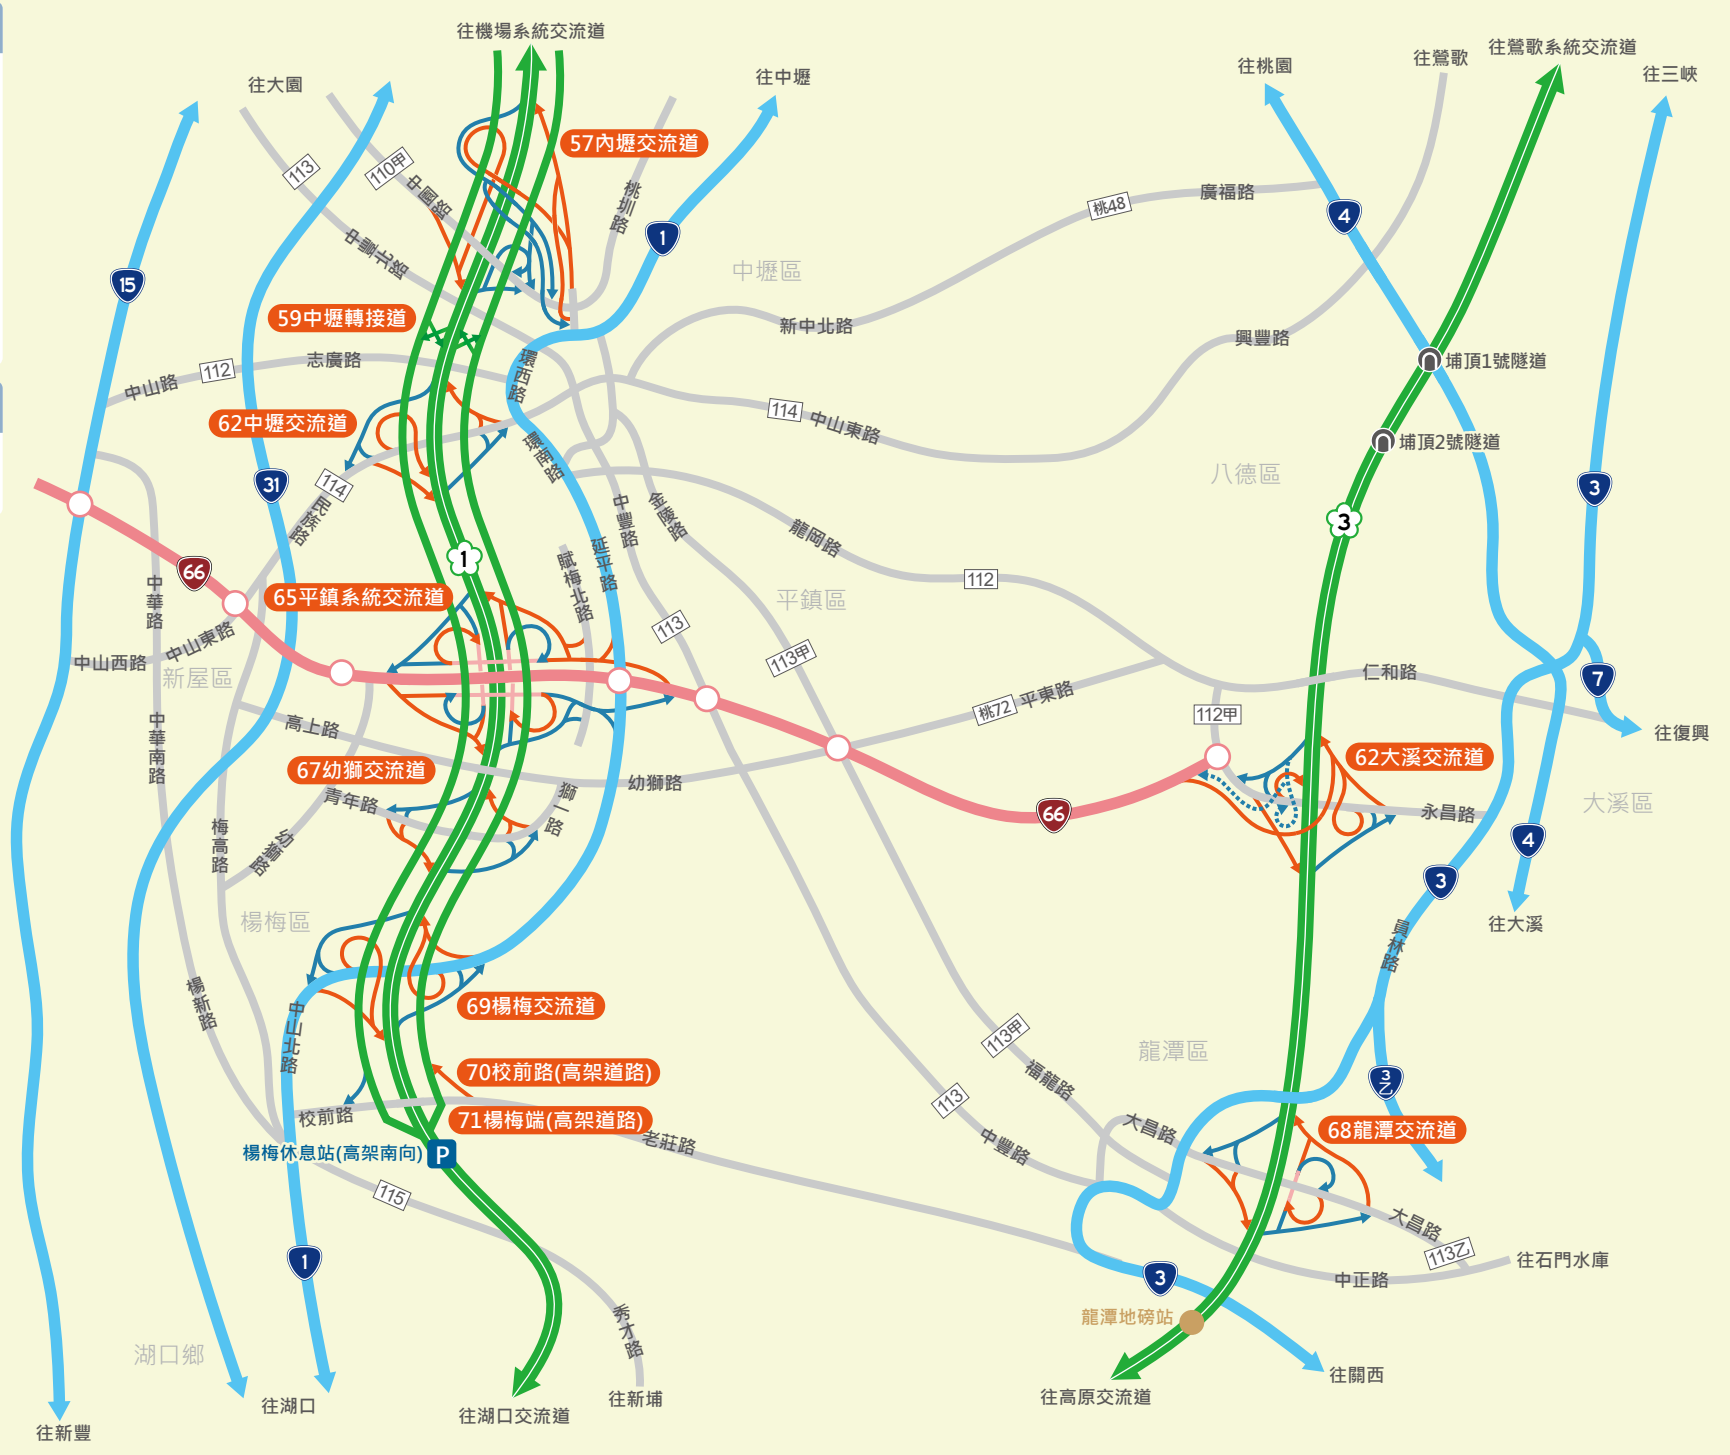 往機場系統交流道
往鶯歌系統交流道
往鶯歌
往桃園
往三峽
往中壢
往大園
57內壢交流道
113
110甲
中園路
桃圳路
桃48
廣福路
4
1
中豐北路
中壢區
15
59中壢轉接道
新中北路
興豐路
志廣路
112
中山路
環西路
埔頂1號隧道
62中壢交流道
114
中山東路
埔頂2號隧道
環南路
八德區
114
31
民族路
3
中豐路
金陵路
龍岡路
3
1
延平路
賦梅北路
66
112
65平鎮系統交流道
中華路
平鎮區
113
中山東路
113甲
中山西路
新屋區
仁和路
7
桃72
平東路
112甲
高上路
中華南路
往復興
62大溪交流道
67幼獅交流道
幼獅路
青年路
獅一路
大溪區
66
永昌路
梅高路
幼獅路
4
3
楊梅區
往大溪
員林路
楊新路
69楊梅交流道
中山北路
113甲
龍潭區
70校前路(高架道路)
福龍路
3乙
113
校前路
71楊梅端(高架道路)
大昌路
68龍潭交流道
老莊路
中豐路
楊梅休息站(高架南向)
P
115
大昌路
113乙
往石門水庫
1
3
中正路
龍潭地磅站
秀才路
湖口鄉
往關西
往新埔
往高原交流道
往湖口
往湖口交流道
往新豐